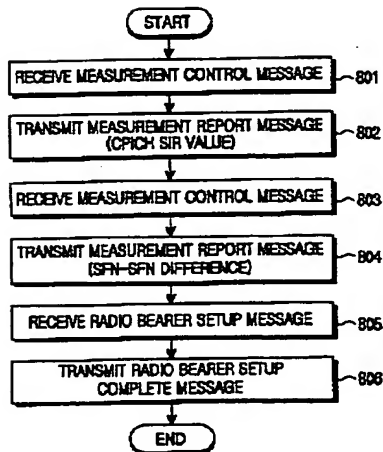 START
RECEIVE MEASUREMENT CONTROL MESSAGE
801
TRANSMIT MEASUREMENT REPORT MESSAGE
(CPICH SIR VALUE)
802
RECEIVE MEASUREMENT CONTROL MESSAGE
803
TRANSMIT MEASUREMENT REPORT MESSAGE
(SFN-SFN DIFFERENCE)
804
RECEIVE RADIO BEARER SETUP MESSAGE
805
TRANSMIT RADIO BEARER SETUP
COMPLETE MESSAGE
806
END